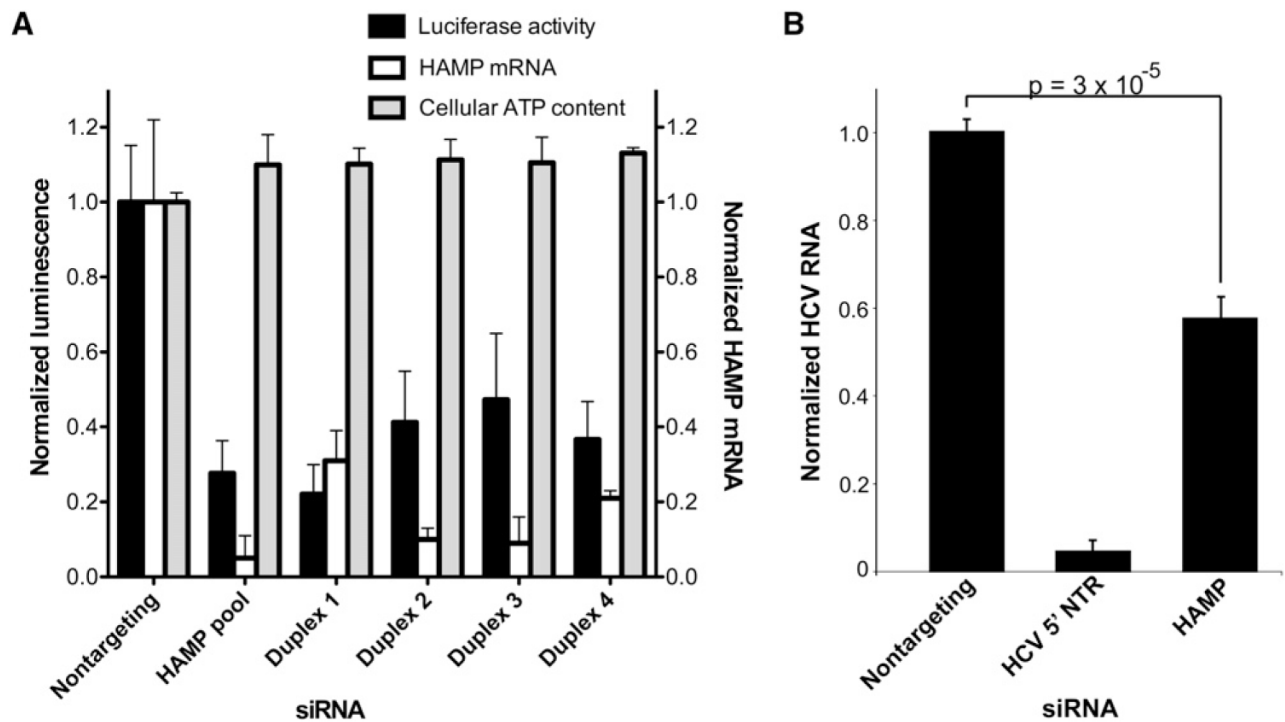 A
Luciferase activity
HAMP mRNA
Cellular ATP content
Normalized luminescence
1.2
1.0
0.8
0.6
0.4
0.2
0.0
1.2
1.0
0.8
0.6
0.4
0.2
0.0
Normalized HAMP mRNA
Nontargeting
HAMP pool
Duplex 1
Duplex 2
Duplex 3
Duplex 4
siRNA
B
p = 3 x 10-5
Normalized HCV RNA
1.0
0.8
0.6
0.4
0.2
0
Nontargeting
HCV 5' NTR
HAMP
siRNA